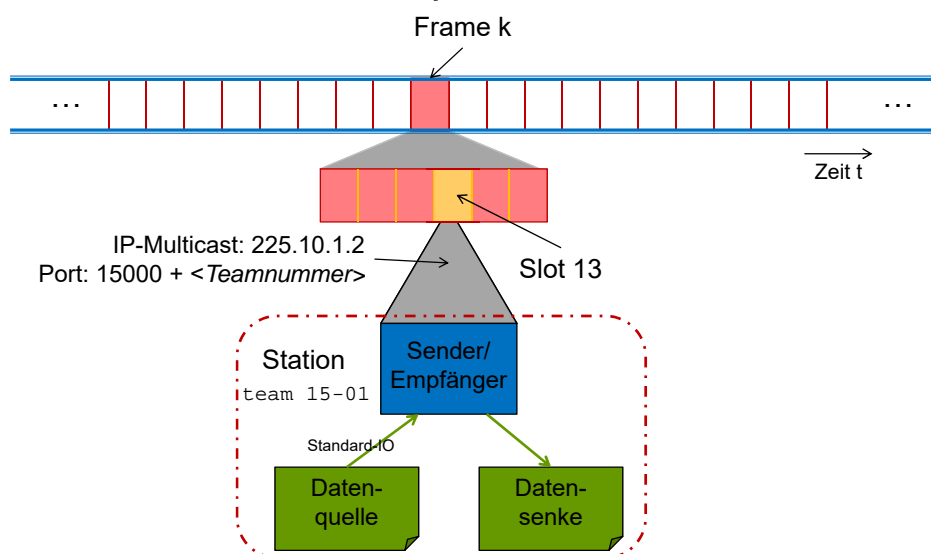 Frame k
...
...
Zeit t
IP-Multicast: 225.10.1.2
Port: 15000 + <Teamnummer>
Slot 13
Station
team 15-01
Sender/
Empfänger
Standard-IO
Daten-
quelle
Daten-
senke